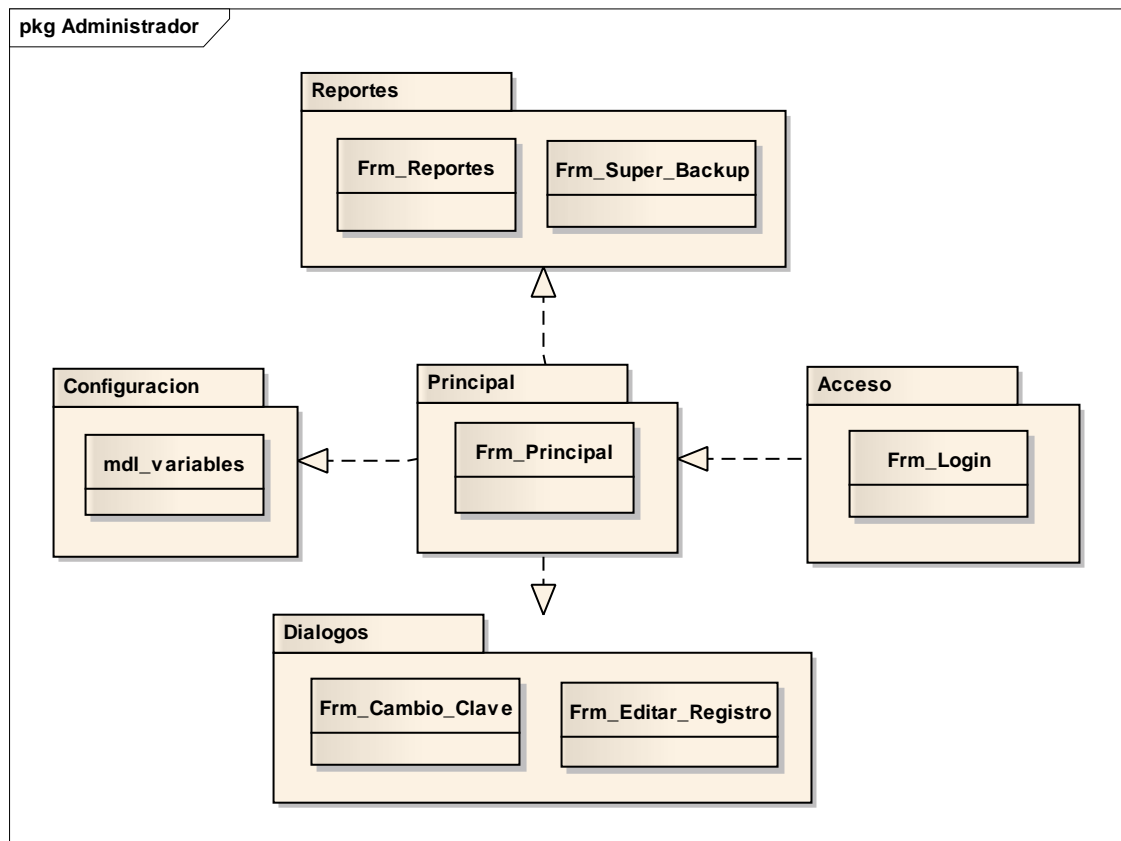 pkg Administrador
Reportes
Frm_Reportes
Frm_Super_Backup
Configuracion
mdl_variables
Principal
Frm_Principal
Acceso
Frm_Login
Dialogos
Frm_Cambio_Clave
Frm_Editar_Registro